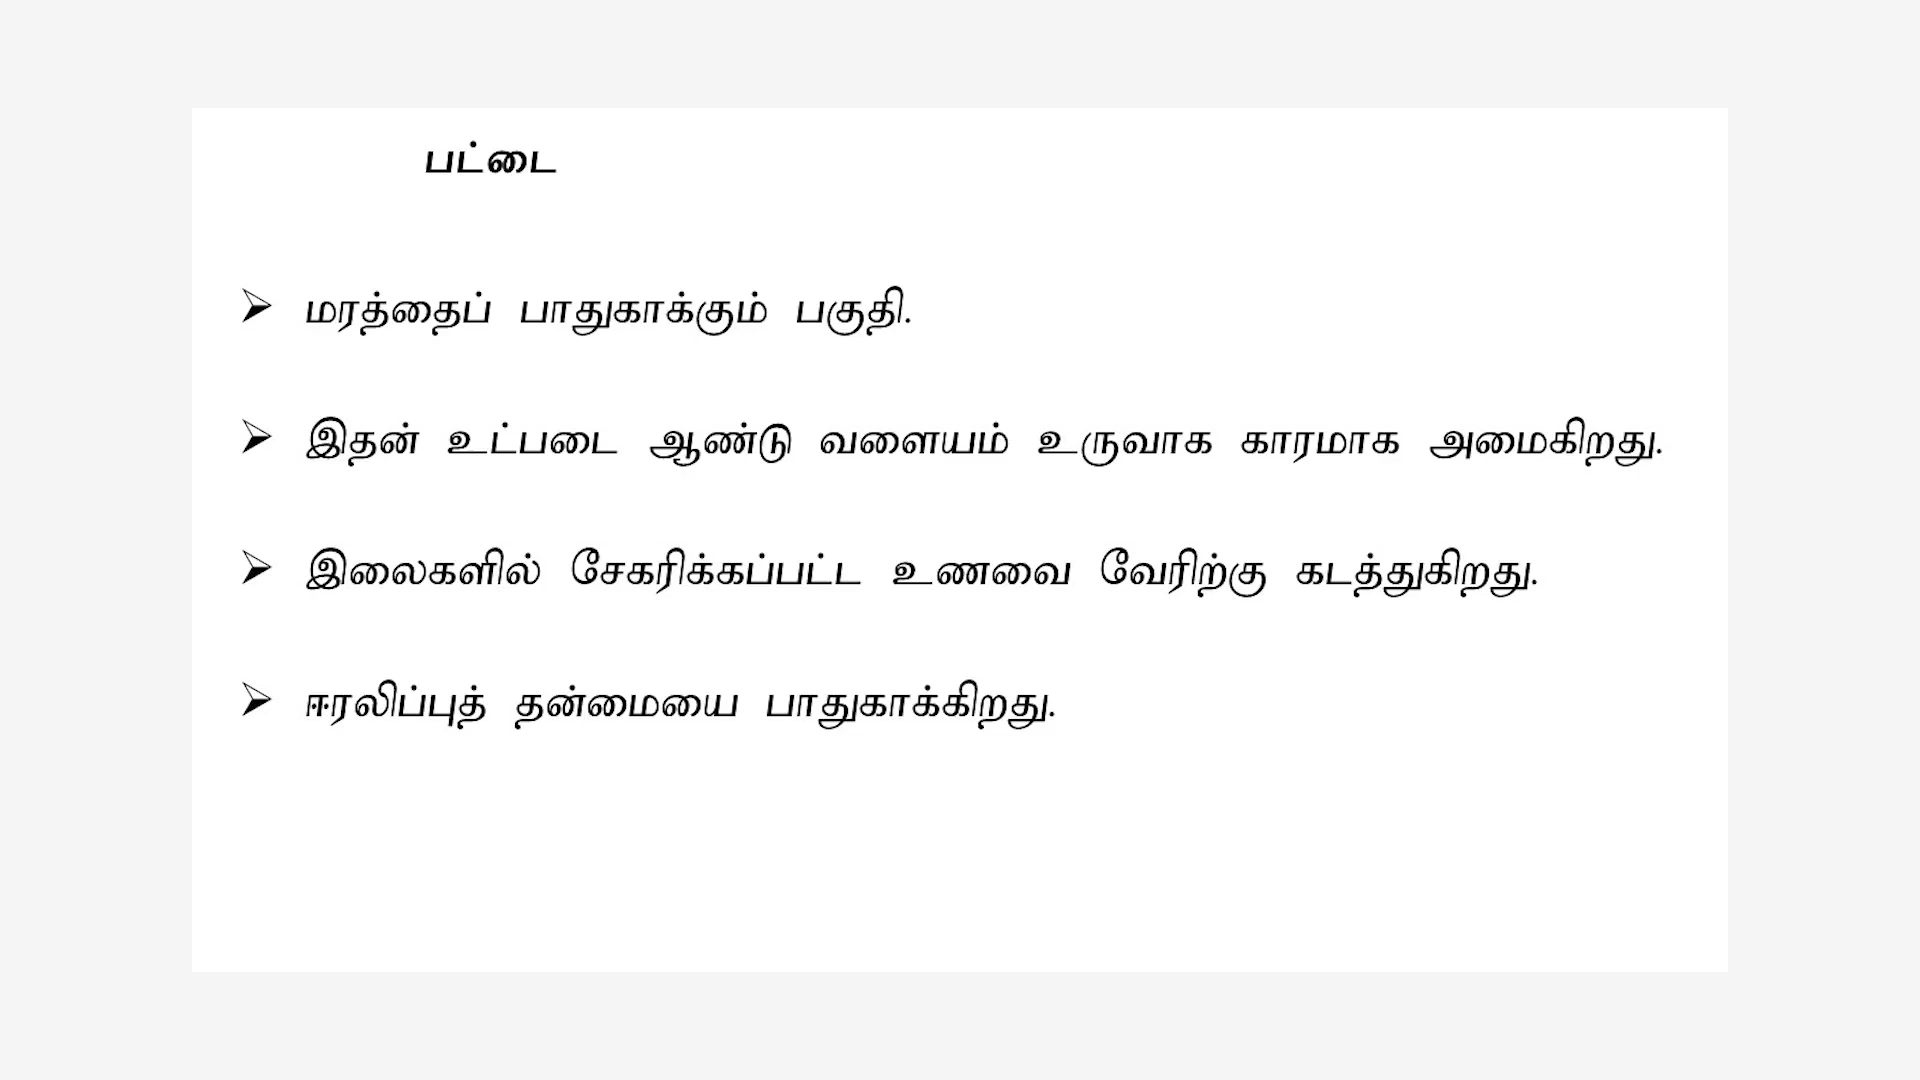 பட்டை
➢ மரத்தைப் பாதுகாக்கும் பகுதி.
➢ இதன் உட்படை ஆண்டு வளையம் உருவாக காரமாக அமைகிறது.
➢ இலைகளில் சேகரிக்கப்பட்ட உணவை வேரிற்கு கடத்துகிறது.
➢ ஈரலிப்புத் தன்மையை பாதுகாக்கிறது.